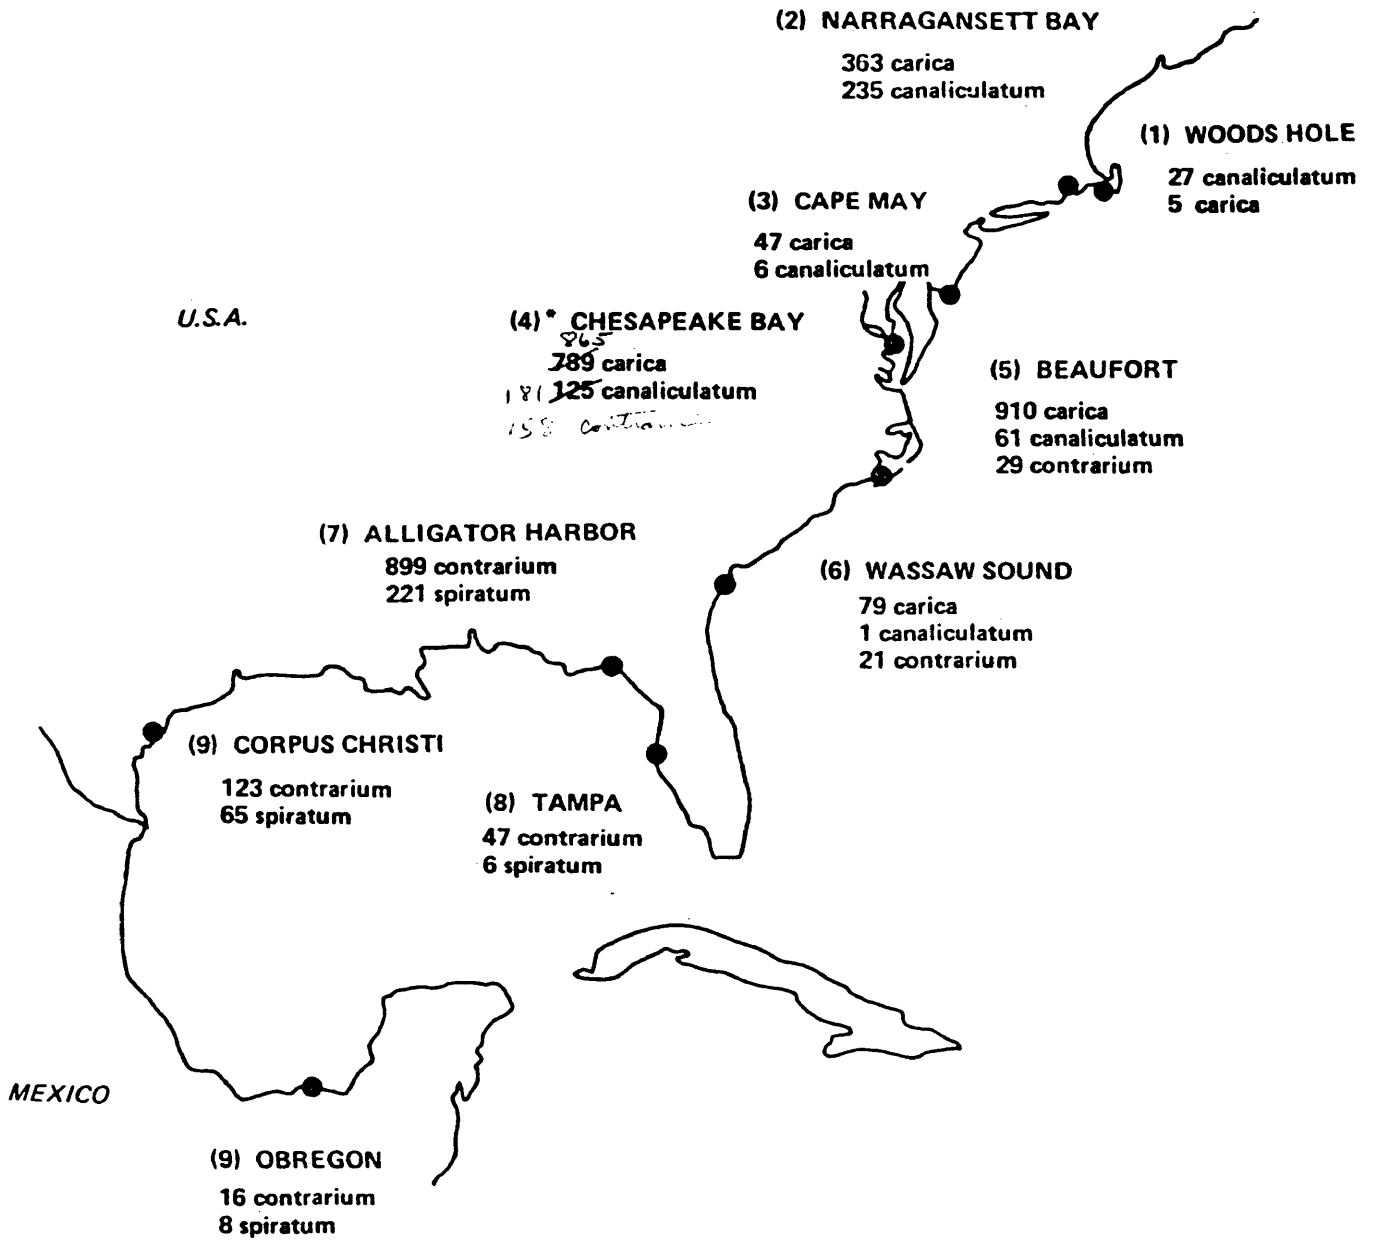 (2) NARRAGANSETT BAY
363 carica
235 canaliculatum
(1) WOODS HOLE
27 canaliculatum
5 carica
(3) CAPE MAY
47 carica
6 canaliculatum
U.S.A.
(4)* CHESAPEAKE BAY
865
789 carica
181 125 canaliculatum
158
(5) BEAUFORT
910 carica
61 canaliculatum
29 contrarium
(7) ALLIGATOR HARBOR
899 contrarium
221 spiratum
(6) WASSAW SOUND
79 carica
1 canaliculatum
21 contrarium
(9) CORPUS CHRISTI
123 contrarium
65 spiratum
(8) TAMPA
47 contrarium
6 spiratum
MEXICO
(9) OBREGON
16 contrarium
8 spiratum